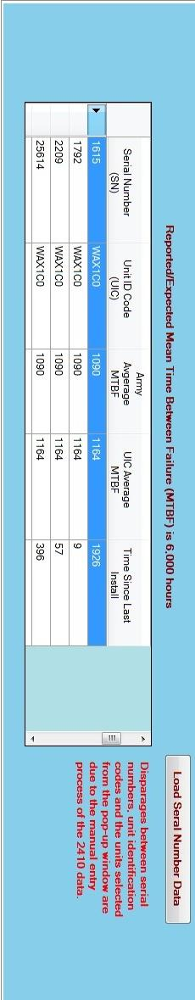 Reported/Expected Mean Time Between Failure (MTBF) is 6,000 hours
Load Seral Number Data
Serial Number (SN) Unit ID Code (UIC) Army Avgerage MTBF UIC Average MTBF Time Since Last Install
1615 WAX1C0 1090 1164 1926
1792 WAX1C0 1090 1164 9
2209 WAX1C0 1090 1164 57
25614 WAX1C0 1090 1164 396
Disparages between serial
numbers, unit identification
codes and the units selected
from the pop-up window are
due to the manual entry
process of the 2410 data.